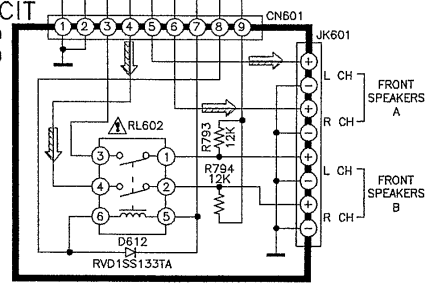 CIT
CN601
1 2 3 4 5 6 7 8 9
JK601
+
L CH
-
FRONT
SPEAKERS
A
+
R CH
-
RL602
R793
12K
3 1
+
L CH
-
R794
12K
4 2
FRONT
SPEAKERS
B
+
R CH
-
6 5
D612
RVD1SS133TA